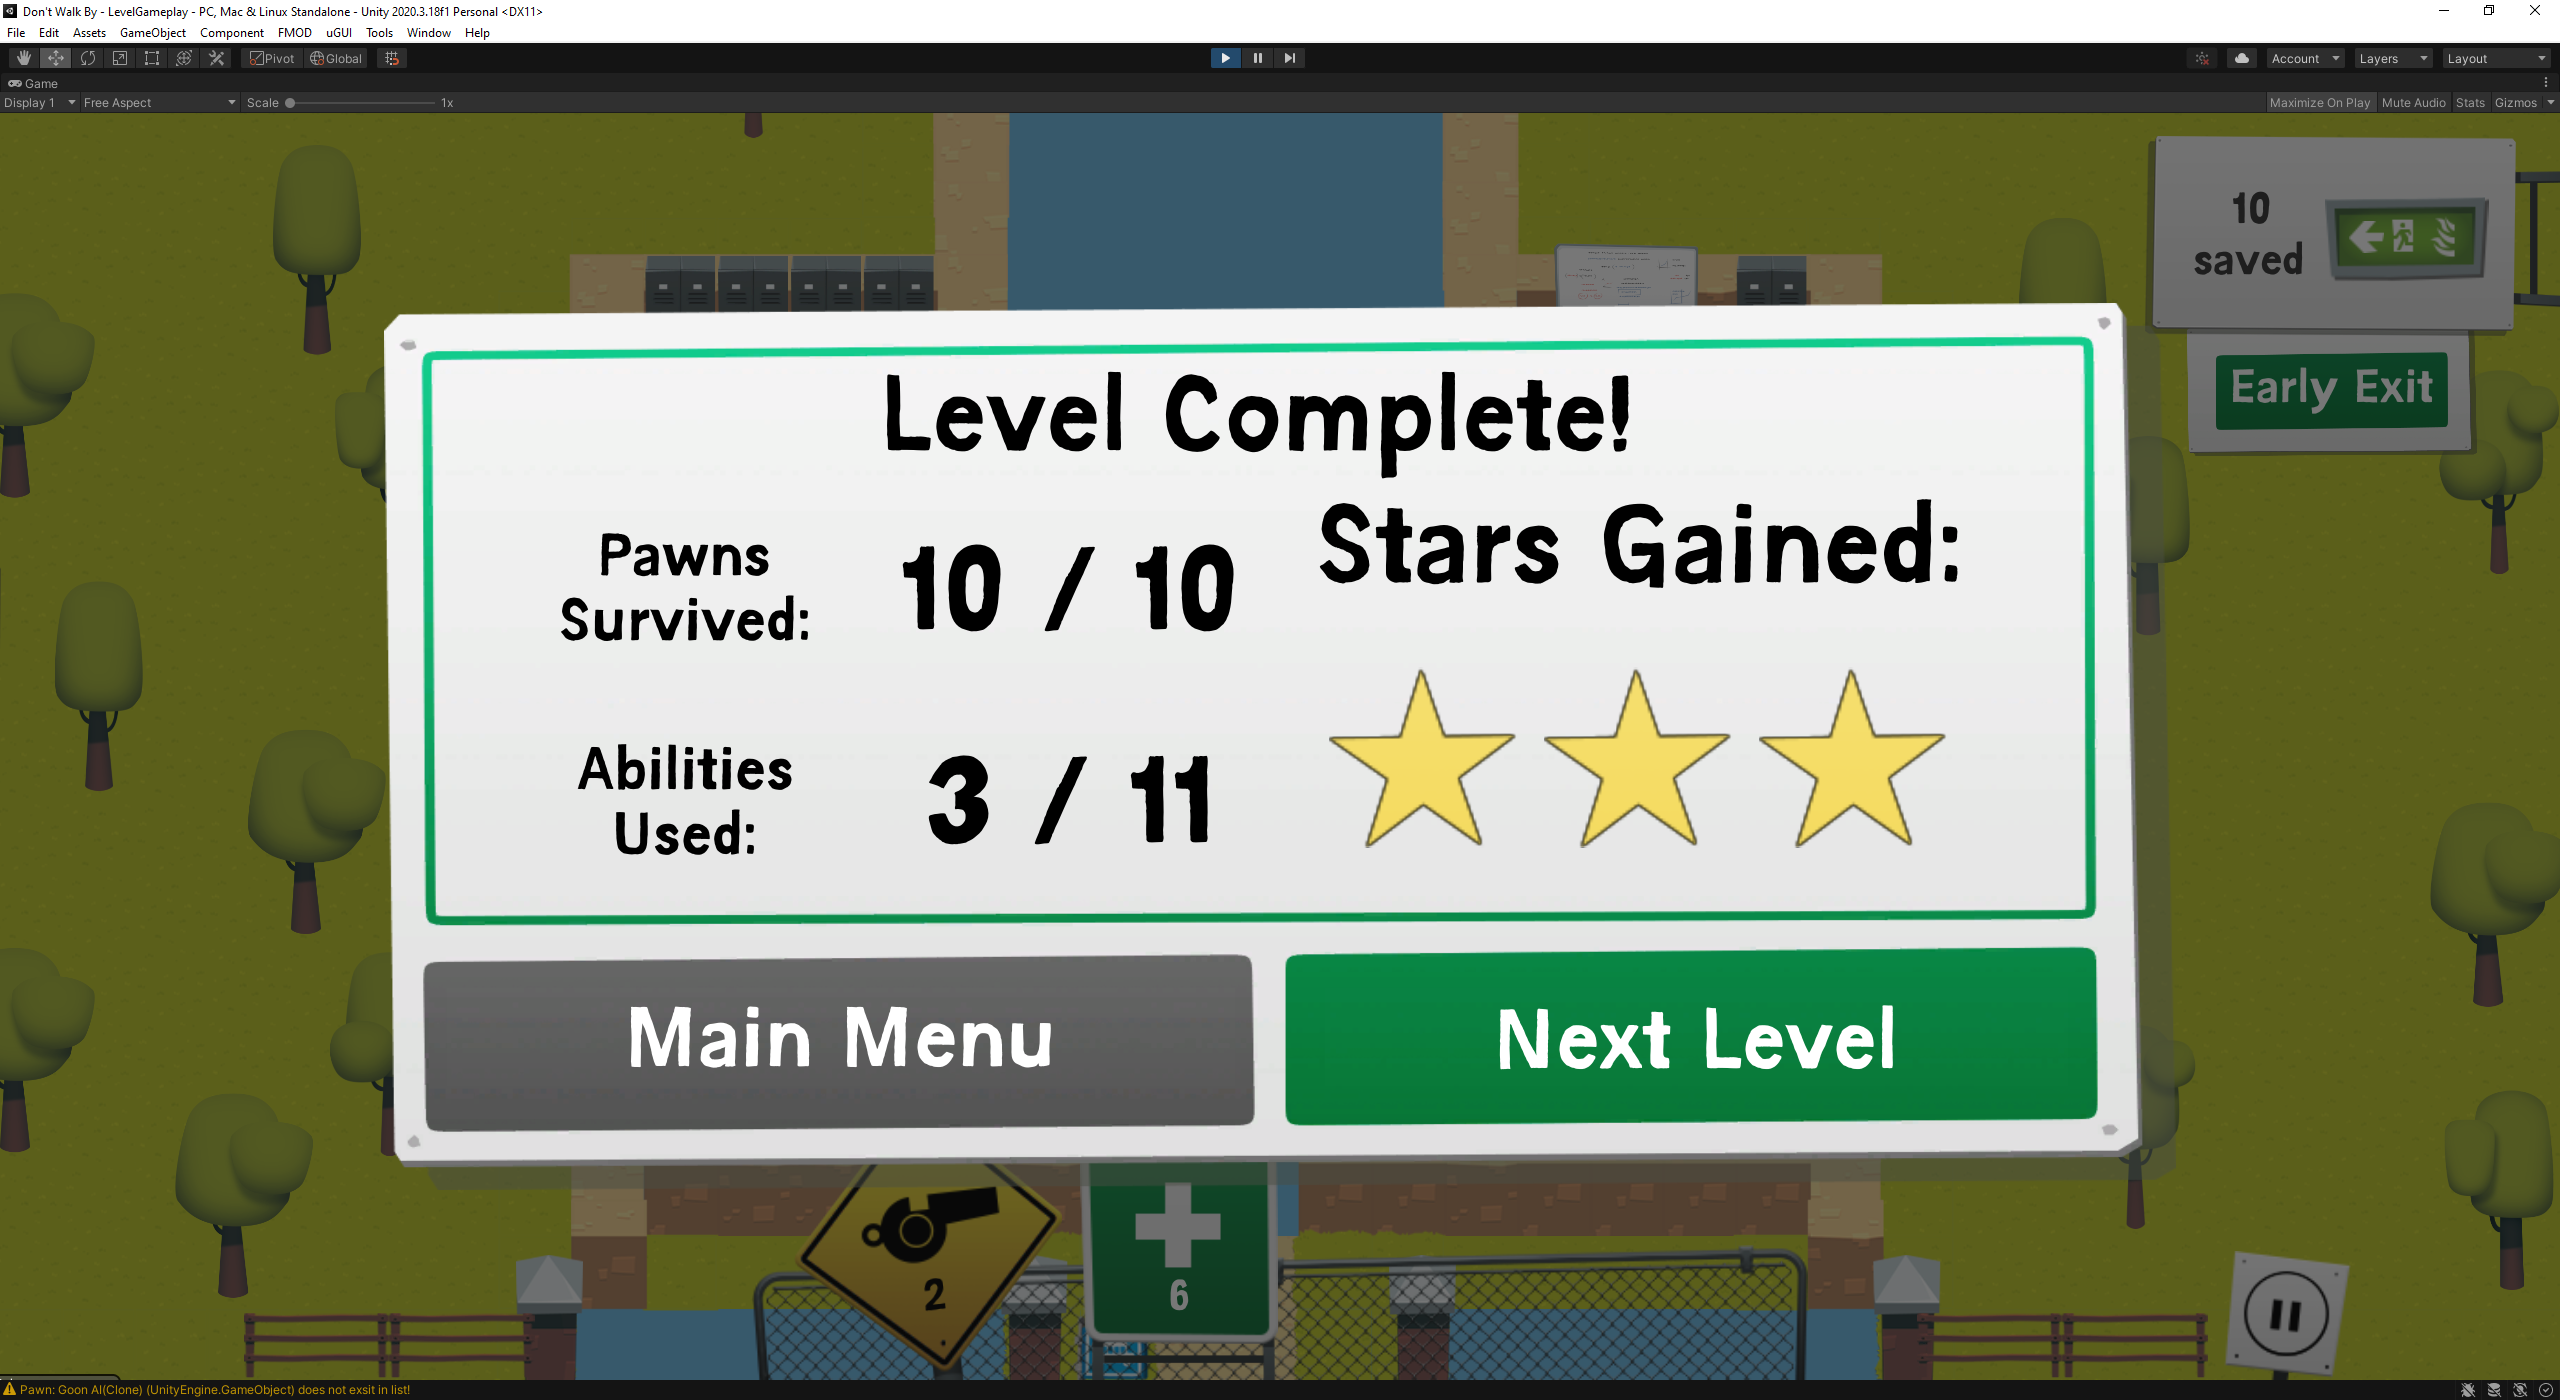 Don't Walk By - LevelGameplay - PC, Mac & Linux Standalone - Unity 2020.3.18f1 Personal <DX11>
File Edit Assets GameObject Component FMOD uGUI Tools Window Help
Pivot Global Account Layers Layout
Game
Display 1 Free Aspect Scale 1x Maximize On Play Mute Audio Stats Gizmos
10
saved
Early Exit
Level Complete!
Pawns
Survived:
10 / 10
Stars Gained:
Abilities
Used:
3 / 11
Main Menu
Next Level
2
6
Pawn: Goon AI(Clone) (UnityEngine.GameObject) does not exsit in list!